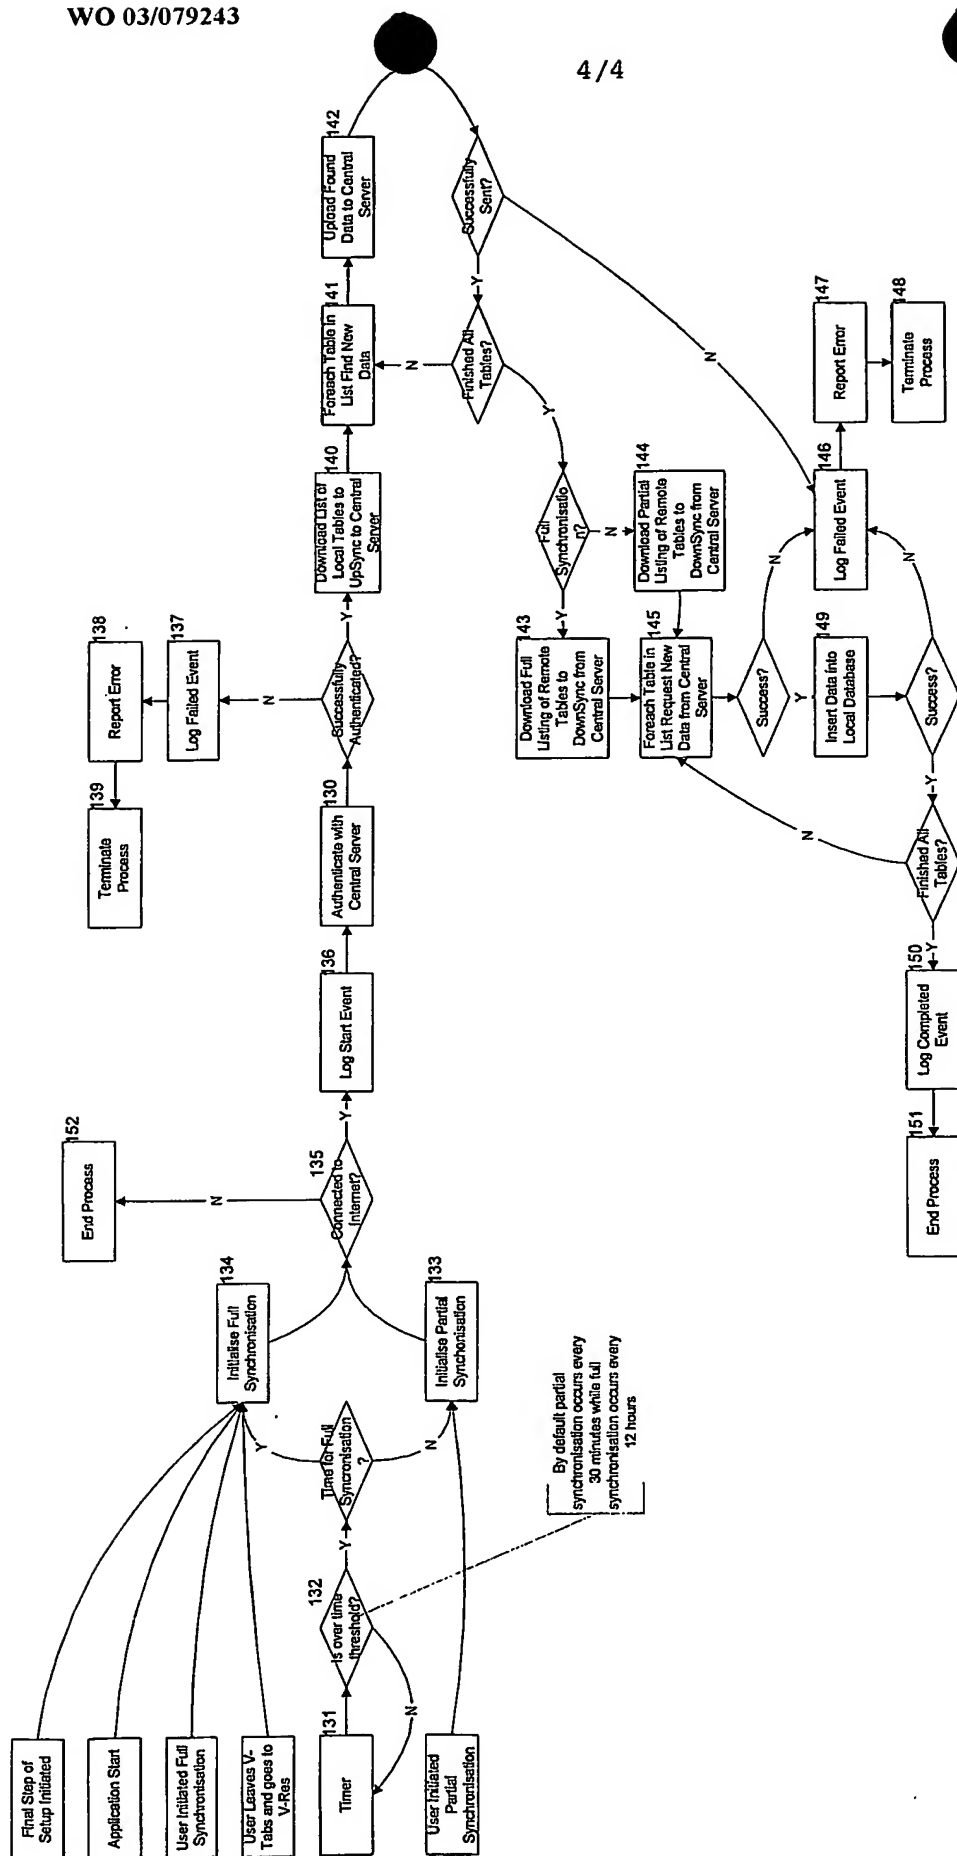 WO 03/079243
4/4
Final Step of
Setup Initiated
Application Start
User Initiated Full
Synchronisation
User Leaves V-
Tabs and goes to
V-Res
131
Timer
User Initiated
Partial
Synchronisation
132
Is over time
threshold?
N
Y
Time for Full
Syncronisation
?
Y
N
By default partial
synchronisation occurs every
30 minutes while full
synchronisation occurs every
12 hours
134
Initialise Full
Synchronisation
133
Initialise Partial
Synchonisation
135
Connected to
Internet?
N
152
End Process
Y
136
Log Start Event
130
Authenticate with
Central Server
Successfully
Authenticated?
N
137
Log Failed Event
138
Report Error
139
Terminate
Process
Y
140
Download List of
Local Tables to
UpSync to Central
Server
141
Foreach Table in
List Find New
Data
142
Upload Found
Data to Central
Server
Successfully
Sent?
Y
N
Finished All
Tables?
N
Y
Full
Synchronisatio
n?
N
Y
144
Download Partial
Listing of Remote
Tables to
DownSync from
Central Server
143
Download Full
Listing of Remote
Tables to
DownSync from
Central Server
145
Foreach Table in
List Request New
Data from Central
Server
Success?
N
Y
149
Insert Data into
Local Database
Success?
N
Y
146
Log Failed Event
147
Report Error
148
Terminate
Process
Finished All
Tables?
N
Y
150
Log Completed
Event
151
End Process